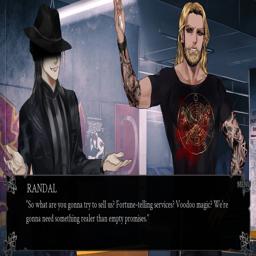 RANDAL
"So what are you gonna try to sell us? Fortune-telling services? Voodoo magic? We're
gonna need something realer than empty promises."
MENU